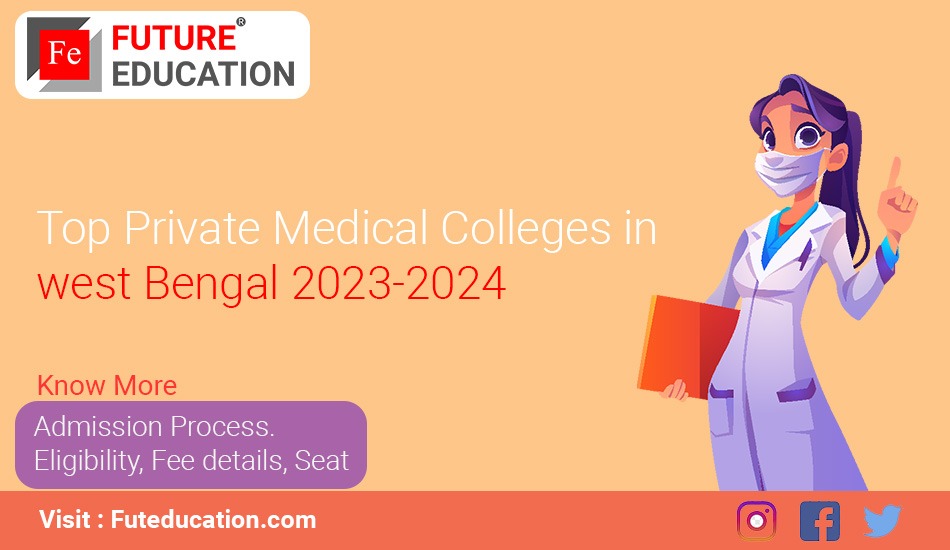 Fe
FUTURE®
EDUCATION
Top Private Medical Colleges in
west Bengal 2023-2024
Know More
Admission Process.
Eligibility, Fee details, Seat
Visit : Futeducation.com